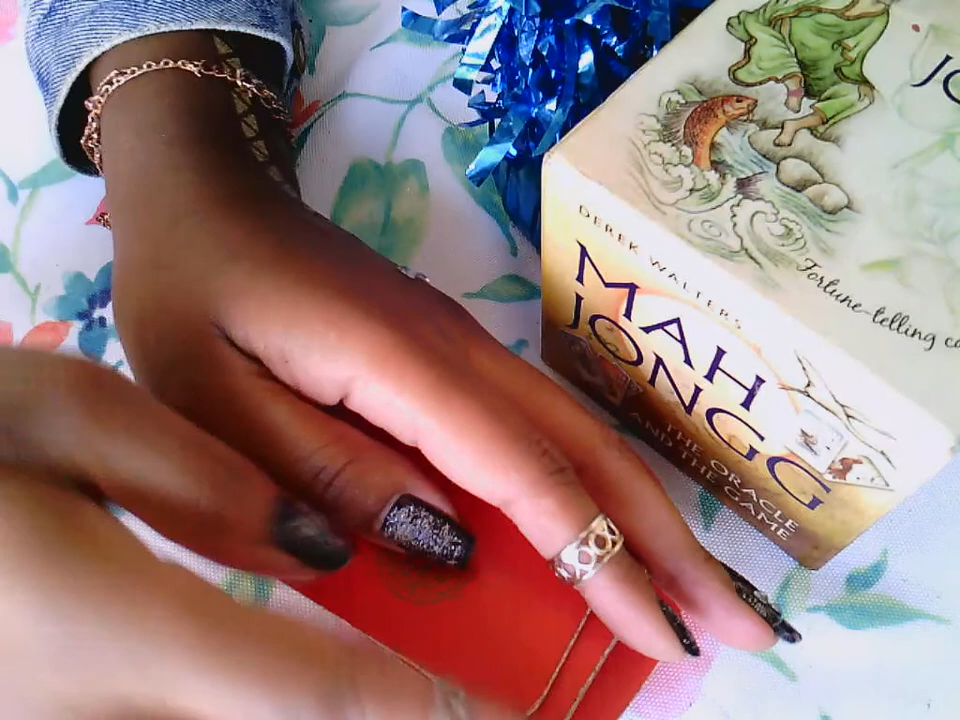 DEREK WALTERS
MAH
JONGG
THE ORACLE
AND THE GAME
Fortune-telling